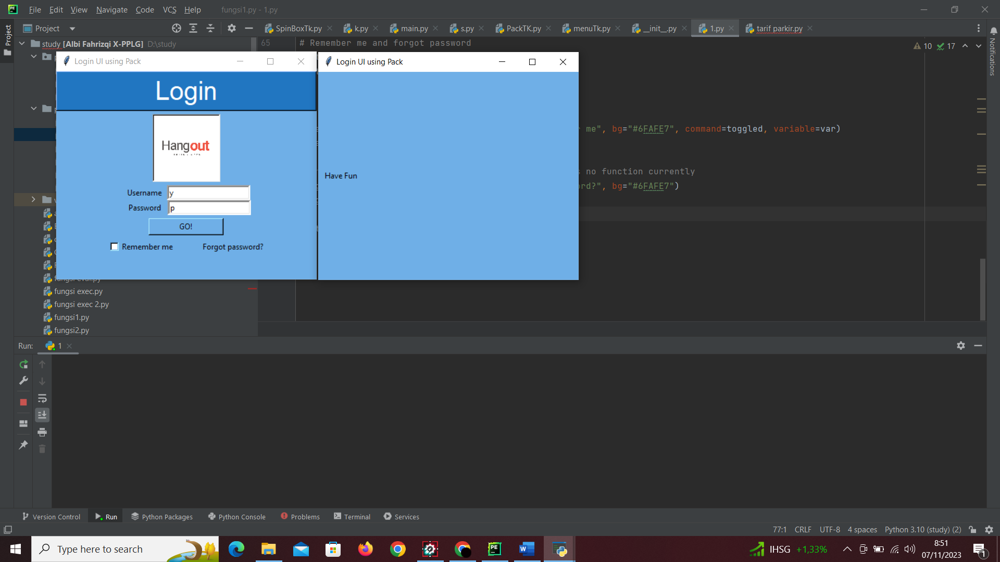 File Edit View Navigate Code VCS Help fungsi1.py - 1.py
Project SpinBoxTk.py k.py main.py s.py PackTK.py menuTk.py __init__.py 1.py tarif parkir.py
Project
Notifications
study [Albi Fahrizqi X-PPLG] D:\study
65 # Remember me and forgot password
10 17
Login UI using Pack
Login
Hangout
Username y
Password p
GO!
Remember me Forgot password?
Login UI using Pack
Have Fun
me", bg="#6FAFE7", command=toggled, variable=var)
no function currently
rd?", bg="#6FAFE7")
fungsi eval.py
fungsi exec.py
fungsi exec 2.py
fungsi1.py
fungsi2.py
Run: 1
Version Control Run Python Packages Python Console Problems Terminal Services
77:1 CRLF UTF-8 4 spaces Python 3.10 (study) (2)
Type here to search
IHSG +1,33%
8:51
07/11/2023
1